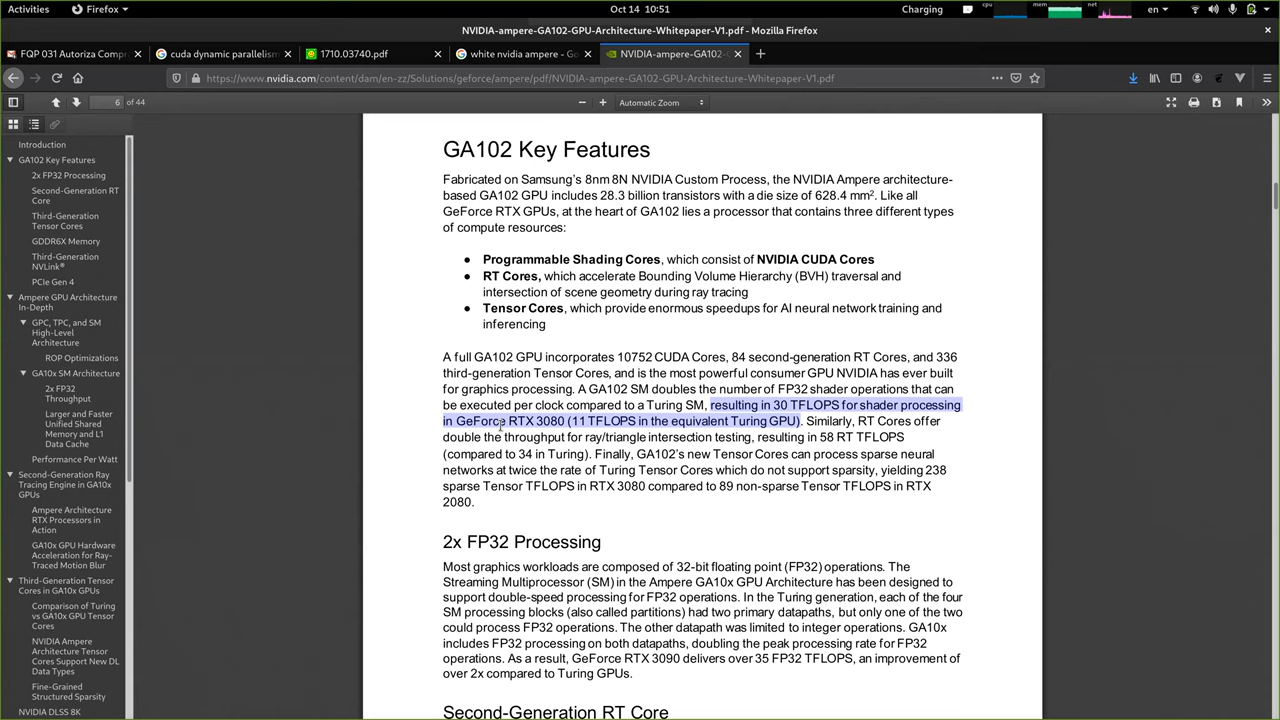 Activities
Firefox
Oct 14 10:51
Charging
cpu
mem
net
en
NVIDIA-ampere-GA102-GPU-Architecture-Whitepaper-V1.pdf - Mozilla Firefox
FQP 031 Autoriza Compr
cuda dynamic parallelism
1710.03740.pdf
white nvidia ampere - Go
NVIDIA-ampere-GA102-
https://www.nvidia.com/content/dam/en-zz/Solutions/geforce/ampere/pdf/NVIDIA-ampere-GA102-GPU-Architecture-Whitepaper-V1.pdf
6 of 44
Automatic Zoom
Introduction
GA102 Key Features
2x FP32 Processing
Second-Generation RT
Core
Third-Generation
Tensor Cores
GDDR6X Memory
Third-Generation
NVLink®
PCIe Gen 4
Ampere GPU Architecture
In-Depth
GPC, TPC, and SM
High-Level
Architecture
ROP Optimizations
GA10x SM Architecture
2x FP32
Throughput
Larger and Faster
Unified Shared
Memory and L1
Data Cache
Performance Per Watt
Second-Generation Ray
Tracing Engine in GA10x
GPUs
Ampere Architecture
RTX Processors in
Action
GA10x GPU Hardware
Acceleration for Ray-
Traced Motion Blur
Third-Generation Tensor
Cores in GA10x GPUs
Comparison of Turing
vs GA10x GPU Tensor
Cores
NVIDIA Ampere
Architecture Tensor
Cores Support New DL
Data Types
Fine-Grained
Structured Sparsity
NVIDIA DLSS 8K
GA102 Key Features
Fabricated on Samsung's 8nm 8N NVIDIA Custom Process, the NVIDIA Ampere architecture-
based GA102 GPU includes 28.3 billion transistors with a die size of 628.4 mm². Like all
GeForce RTX GPUs, at the heart of GA102 lies a processor that contains three different types
of compute resources:
● Programmable Shading Cores, which consist of NVIDIA CUDA Cores
● RT Cores, which accelerate Bounding Volume Hierarchy (BVH) traversal and
intersection of scene geometry during ray tracing
● Tensor Cores, which provide enormous speedups for AI neural network training and
inferencing
A full GA102 GPU incorporates 10752 CUDA Cores, 84 second-generation RT Cores, and 336
third-generation Tensor Cores, and is the most powerful consumer GPU NVIDIA has ever built
for graphics processing. A GA102 SM doubles the number of FP32 shader operations that can
be executed per clock compared to a Turing SM, resulting in 30 TFLOPS for shader processing
in GeForce RTX 3080 (11 TFLOPS in the equivalent Turing GPU). Similarly, RT Cores offer
double the throughput for ray/triangle intersection testing, resulting in 58 RT TFLOPS
(compared to 34 in Turing). Finally, GA102's new Tensor Cores can process sparse neural
networks at twice the rate of Turing Tensor Cores which do not support sparsity, yielding 238
sparse Tensor TFLOPS in RTX 3080 compared to 89 non-sparse Tensor TFLOPS in RTX
2080.
2x FP32 Processing
Most graphics workloads are composed of 32-bit floating point (FP32) operations. The
Streaming Multiprocessor (SM) in the Ampere GA10x GPU Architecture has been designed to
support double-speed processing for FP32 operations. In the Turing generation, each of the four
SM processing blocks (also called partitions) had two primary datapaths, but only one of the two
could process FP32 operations. The other datapath was limited to integer operations. GA10x
includes FP32 processing on both datapaths, doubling the peak processing rate for FP32
operations. As a result, GeForce RTX 3090 delivers over 35 FP32 TFLOPS, an improvement of
over 2x compared to Turing GPUs.
Second-Generation RT Core